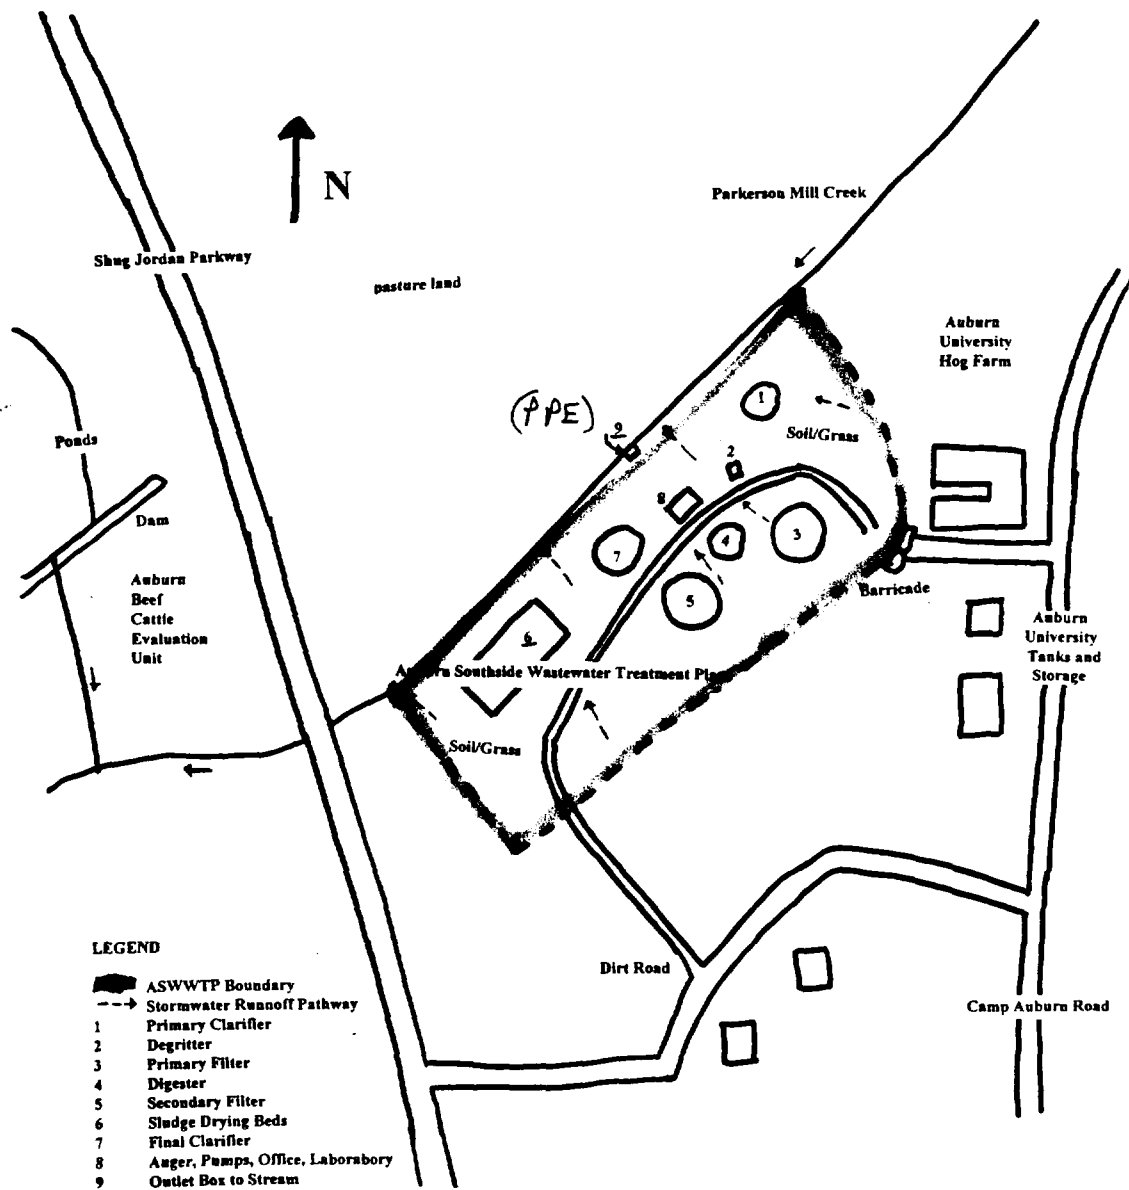 N
Parkerson Mill Creek
Shug Jordan Parkway
pasture land
Auburn
University
Hog Farm
(PPE)
9
1
Soil/Grass
2
8
3
4
7
5
Ponds
Dam
Auburn
Beef
Cattle
Evaluation
Unit
Barricade
Auburn
University
Tanks and
Storage
6
Southside Wastewater Treatment
Soil/Grass
Dirt Road
Camp Auburn Road
LEGEND
ASWWTP Boundary
Stormwater Runoff Pathway
1 Primary Clarifier
2 Degritter
3 Primary Filter
4 Digester
5 Secondary Filter
6 Sludge Drying Beds
7 Final Clarifier
8 Auger, Pumps, Office, Laborabory
9 Outlet Box to Stream